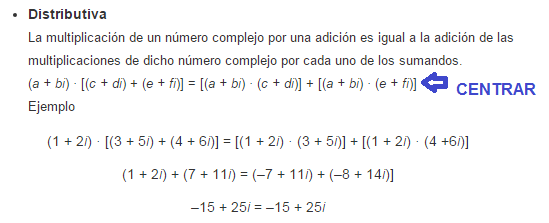 • Distributiva
La multiplicación de un número complejo por una adición es igual a la adición de las
multiplicaciones de dicho número complejo por cada uno de los sumandos.
(a + bi) · [(c + di) + (e + fi)] = [(a + bi) · (c + di)] + [(a + bi) · (e + fi)] CENTRAR
Ejemplo
(1 + 2i) · [(3 + 5i) + (4 + 6i)] = [(1 + 2i) · (3 + 5i)] + [(1 + 2i) · (4 +6i)]
(1 + 2i) + (7 + 11i) = (–7 + 11i) + (–8 + 14i)]
–15 + 25i = –15 + 25i